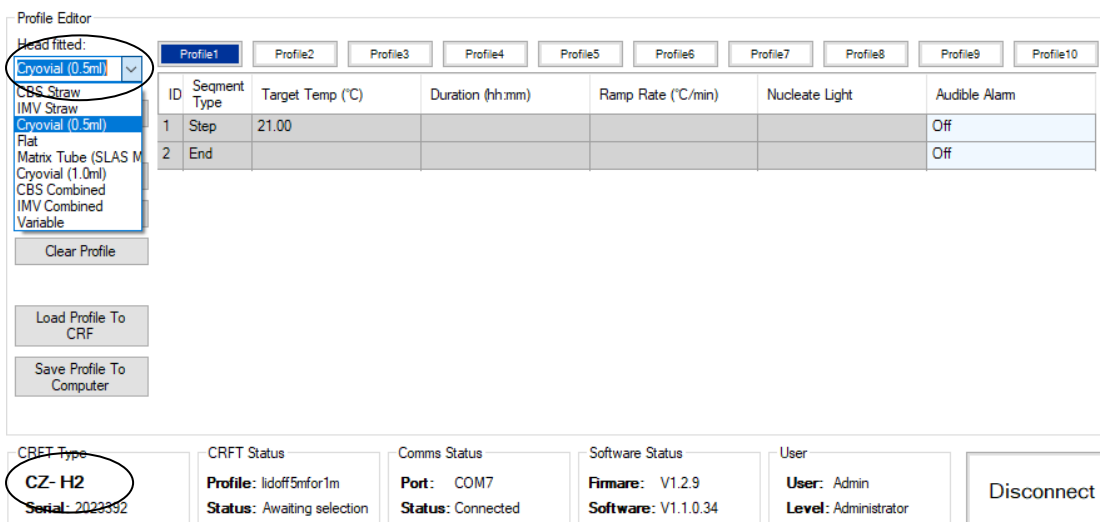 Profile Editor
Head fitted:
Cryovial (0.5ml)
CBS Straw
IMV Straw
Cryovial (0.5ml)
Flat
Matrix Tube (SLAS M
Cryovial (1.0ml)
CBS Combined
IMV Combined
Variable
Clear Profile
Load Profile To
CRF
Save Profile To
Computer
Profile1 Profile2 Profile3 Profile4 Profile5 Profile6 Profile7 Profile8 Profile9 Profile10
ID Segment Type Target Temp (°C) Duration (hh:mm) Ramp Rate (°C/min) Nucleate Light Audible Alarm
1 Step 21.00 Off
2 End Off
CRFT Type
CZ- H2
Serial: 2023392
CRFT Status
Profile: lidoff5mfor1m
Status: Awaiting selection
Comms Status
Port: COM7
Status: Connected
Software Status
Firmare: V1.2.9
Software: V1.1.0.34
User
User: Admin
Level: Administrator
Disconnect